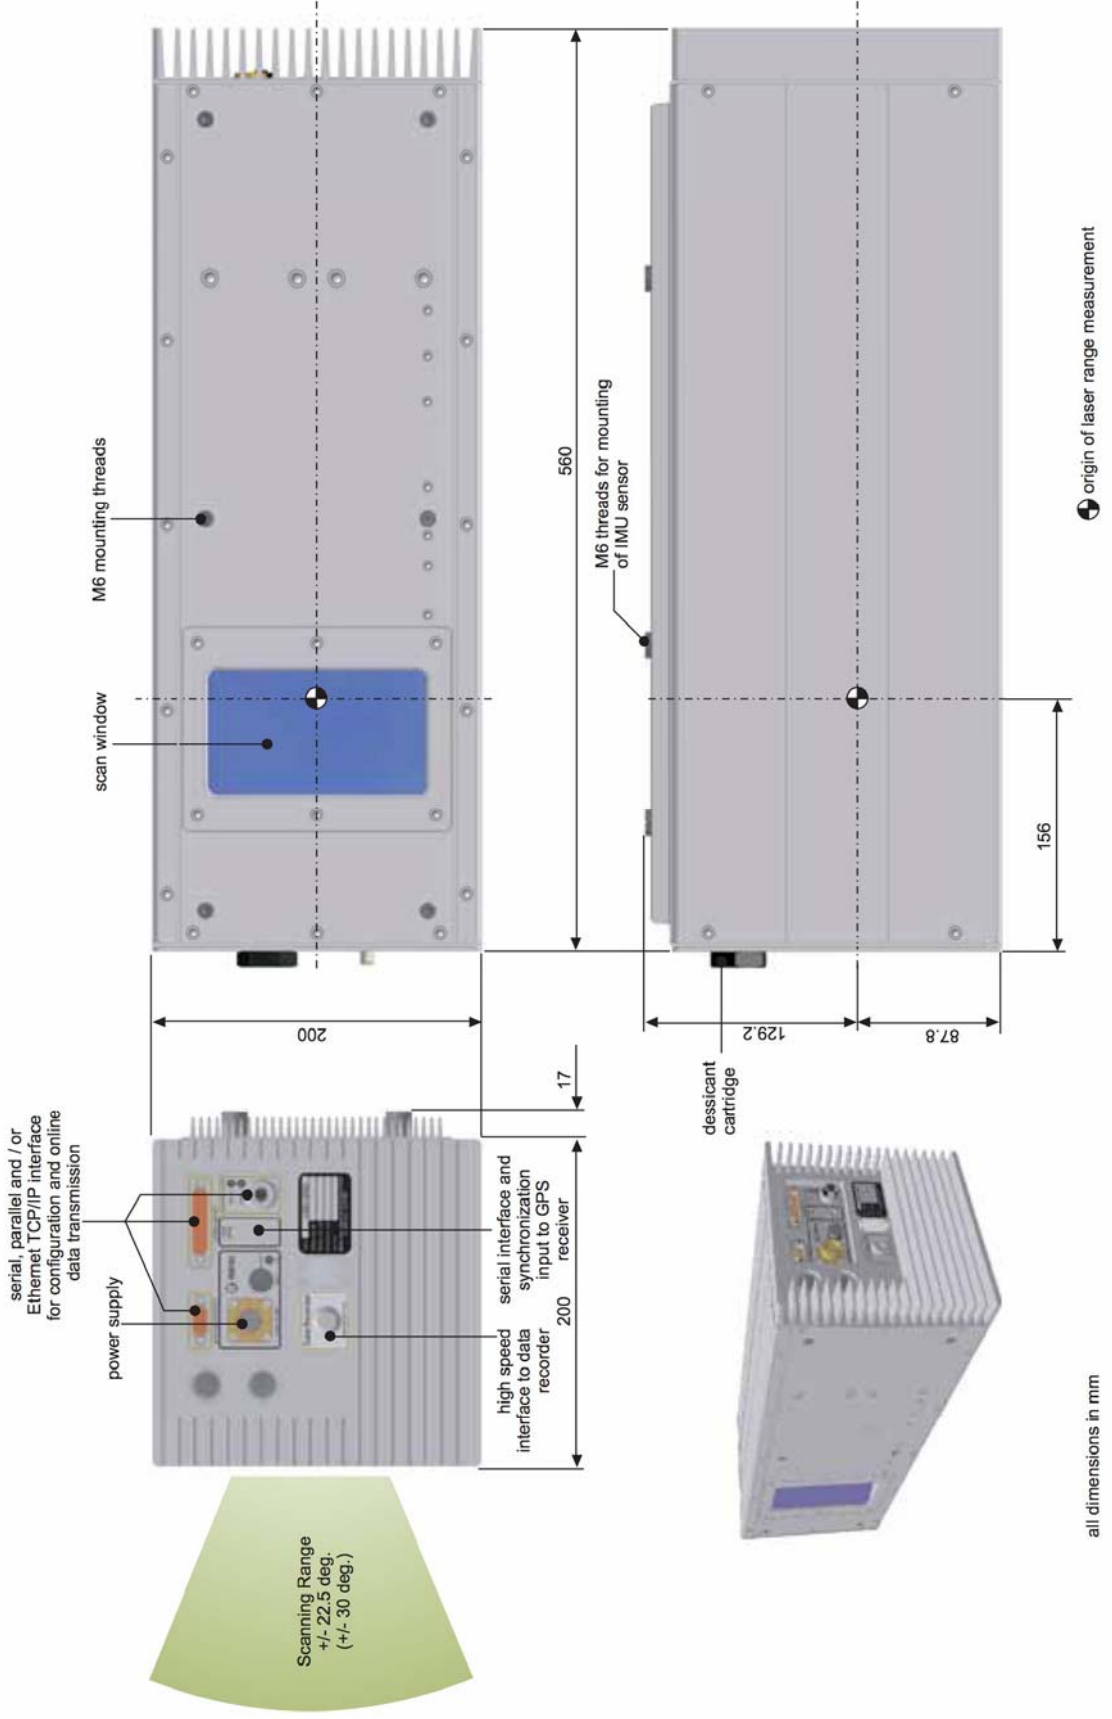 serial, parallel and / or
Ethernet TCP/IP interface
for configuration and online
data transmission
power supply
scan window
M6 mounting threads
200
560
17
Scanning Range
+/- 22.5 deg.
(+/- 30 deg.)
high speed
interface to data
recorder
serial interface and
synchronization
input to GPS
receiver
200
dessicant
cartridge
M6 threads for mounting
of IMU sensor
129.2
87.8
156
all dimensions in mm
origin of laser range measurement